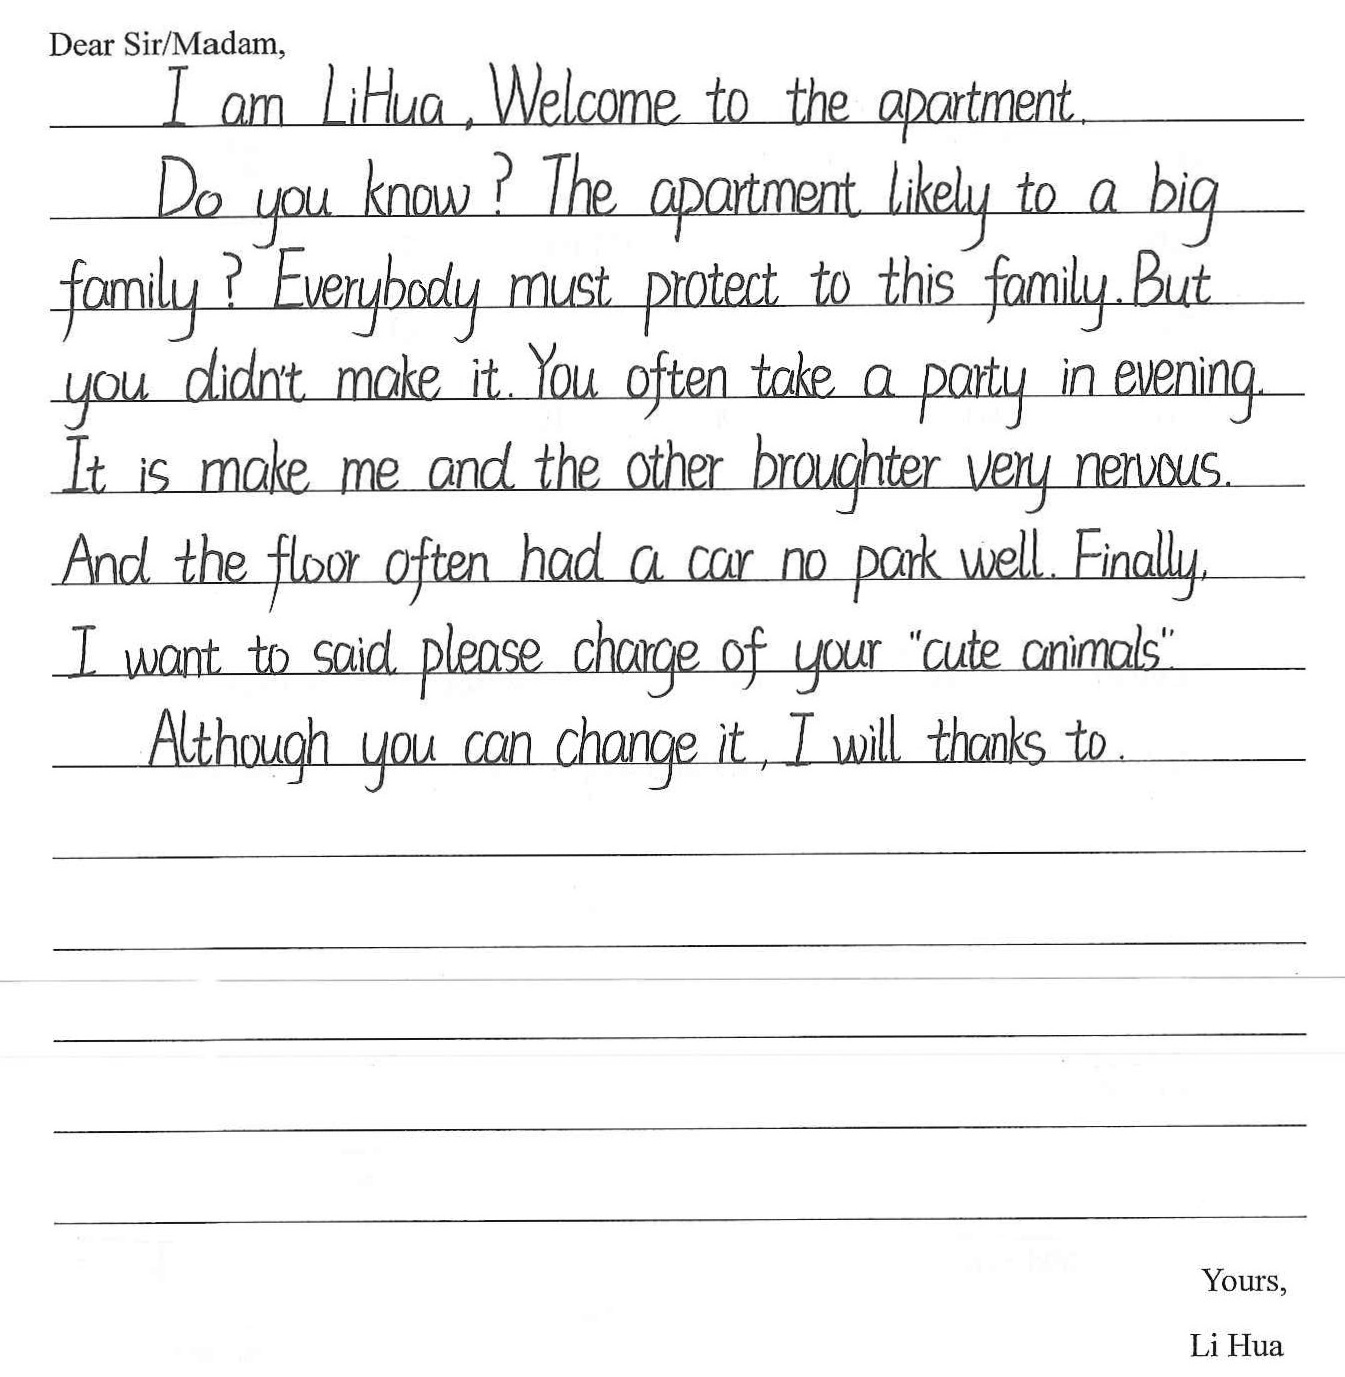 Dear Sir/Madam,
I am LiHua, Welcome to the apartment.
Do you know? The apartment likely to a big
family? Everybody must protect to this family. But
you didn't make it. You often take a party in evening.
It is make me and the other broughter very nervous.
And the floor often had a car no park well. Finally,
I want to said please charge of your "cute animals".
Although you can change it, I will thanks to.
Yours,
Li Hua